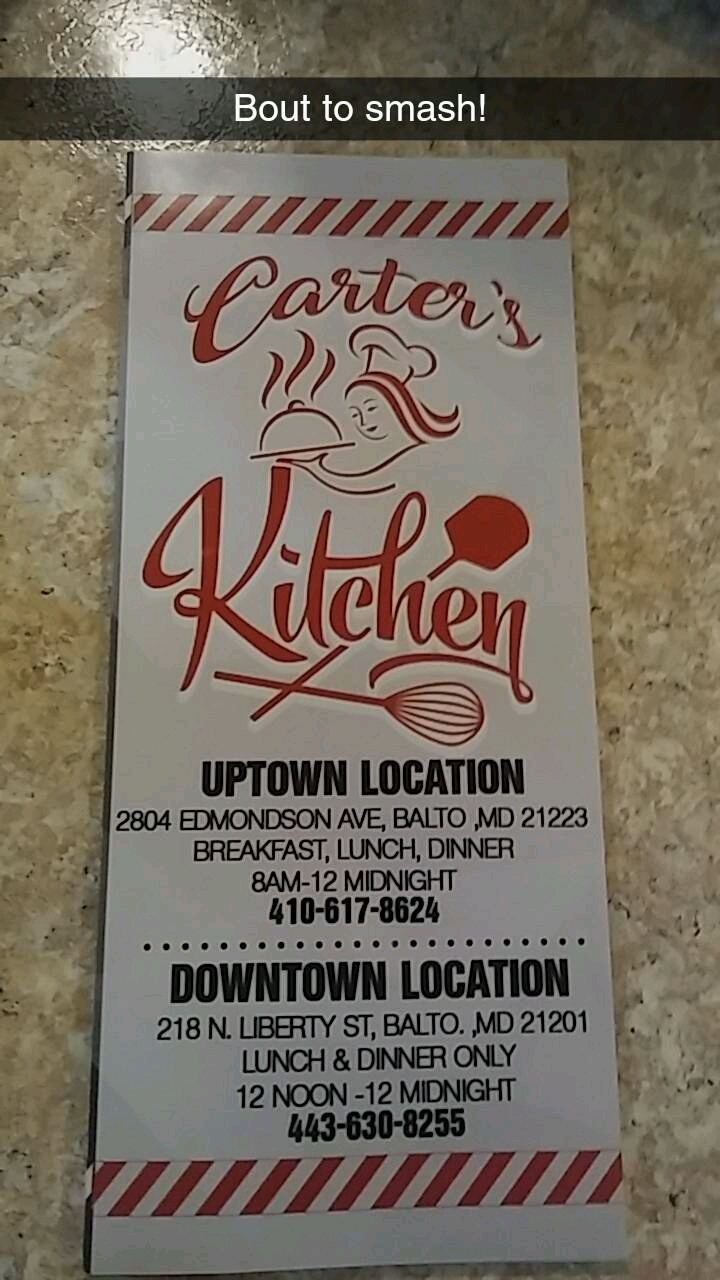 Bout to smash!
Carter's
Kitchen
UPTOWN LOCATION
2804 EDMONDSON AVE, BALTO ,MD 21223
BREAKFAST, LUNCH, DINNER
8AM-12 MIDNIGHT
410-617-8624
DOWNTOWN LOCATION
218 N. LIBERTY ST, BALTO. ,MD 21201
LUNCH & DINNER ONLY
12 NOON -12 MIDNIGHT
443-630-8255